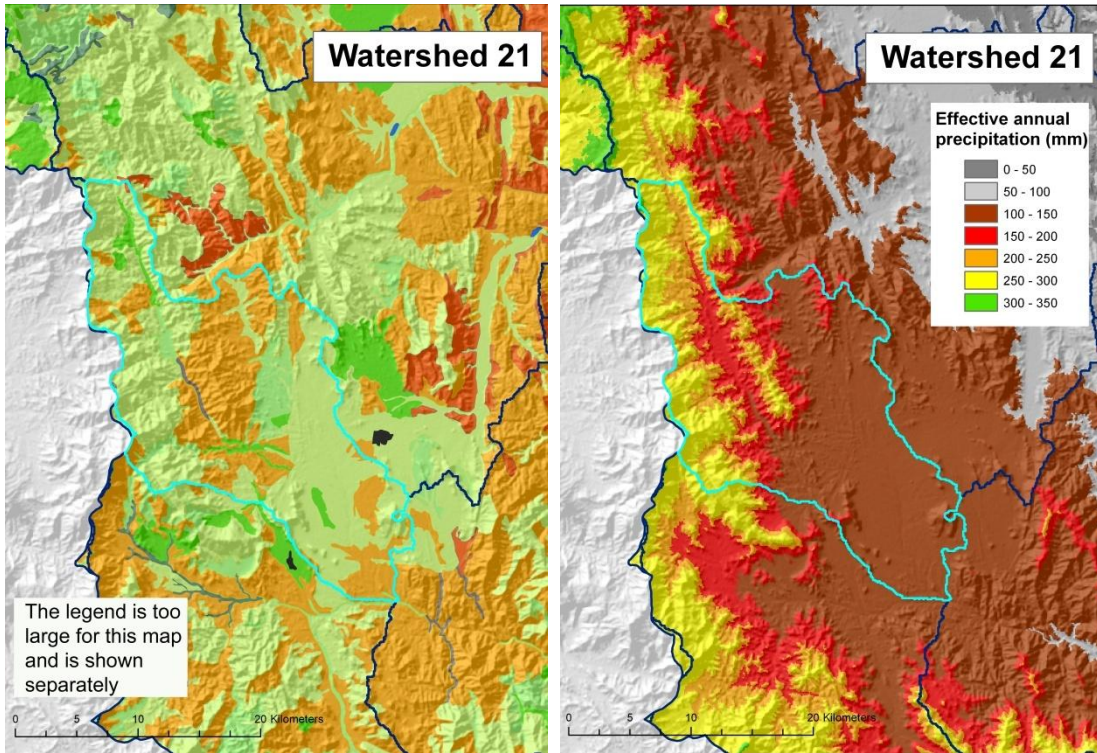 Watershed 21
The legend is too
large for this map
and is shown
separately
0 5 10 20 Kilometers
Watershed 21
Effective annual
precipitation (mm)
0 - 50
50 - 100
100 - 150
150 - 200
200 - 250
250 - 300
300 - 350
0 5 10 20 Kilometers